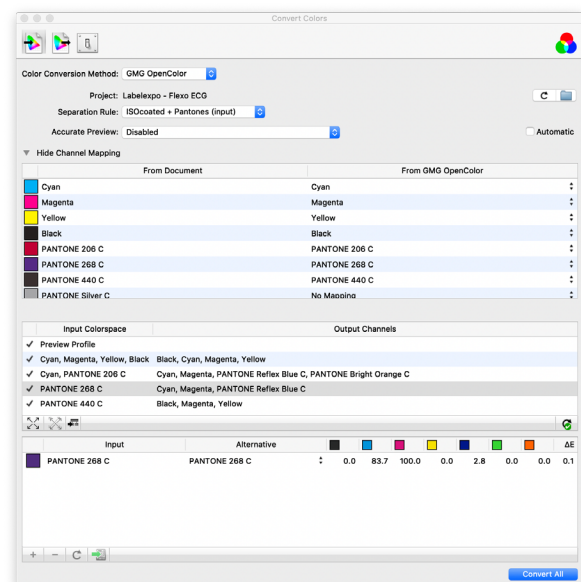 Convert Colors
Color Conversion Method: GMG OpenColor
Project: Labelexpo - Flexo ECG
Separation Rule: ISOcoated + Pantones (input)
Accurate Preview: Disabled Automatic
Hide Channel Mapping
From Document From GMG OpenColor
Cyan Cyan
Magenta Magenta
Yellow Yellow
Black Black
PANTONE 206 C PANTONE 206 C
PANTONE 268 C PANTONE 268 C
PANTONE 440 C PANTONE 440 C
PANTONE Silver C No Mapping
Input Colorspace Output Channels
Preview Profile
Cyan, Magenta, Yellow, Black Black, Cyan, Magenta, Yellow
Cyan, PANTONE 206 C Cyan, Magenta, PANTONE Reflex Blue C, PANTONE Bright Orange C
PANTONE 268 C Cyan, Magenta, PANTONE Reflex Blue C
PANTONE 440 C Black, Magenta, Yellow
Input Alternative ΔE
PANTONE 268 C PANTONE 268 C 0.0 83.7 100.0 0.0 2.8 0.0 0.0 0.1
Convert All